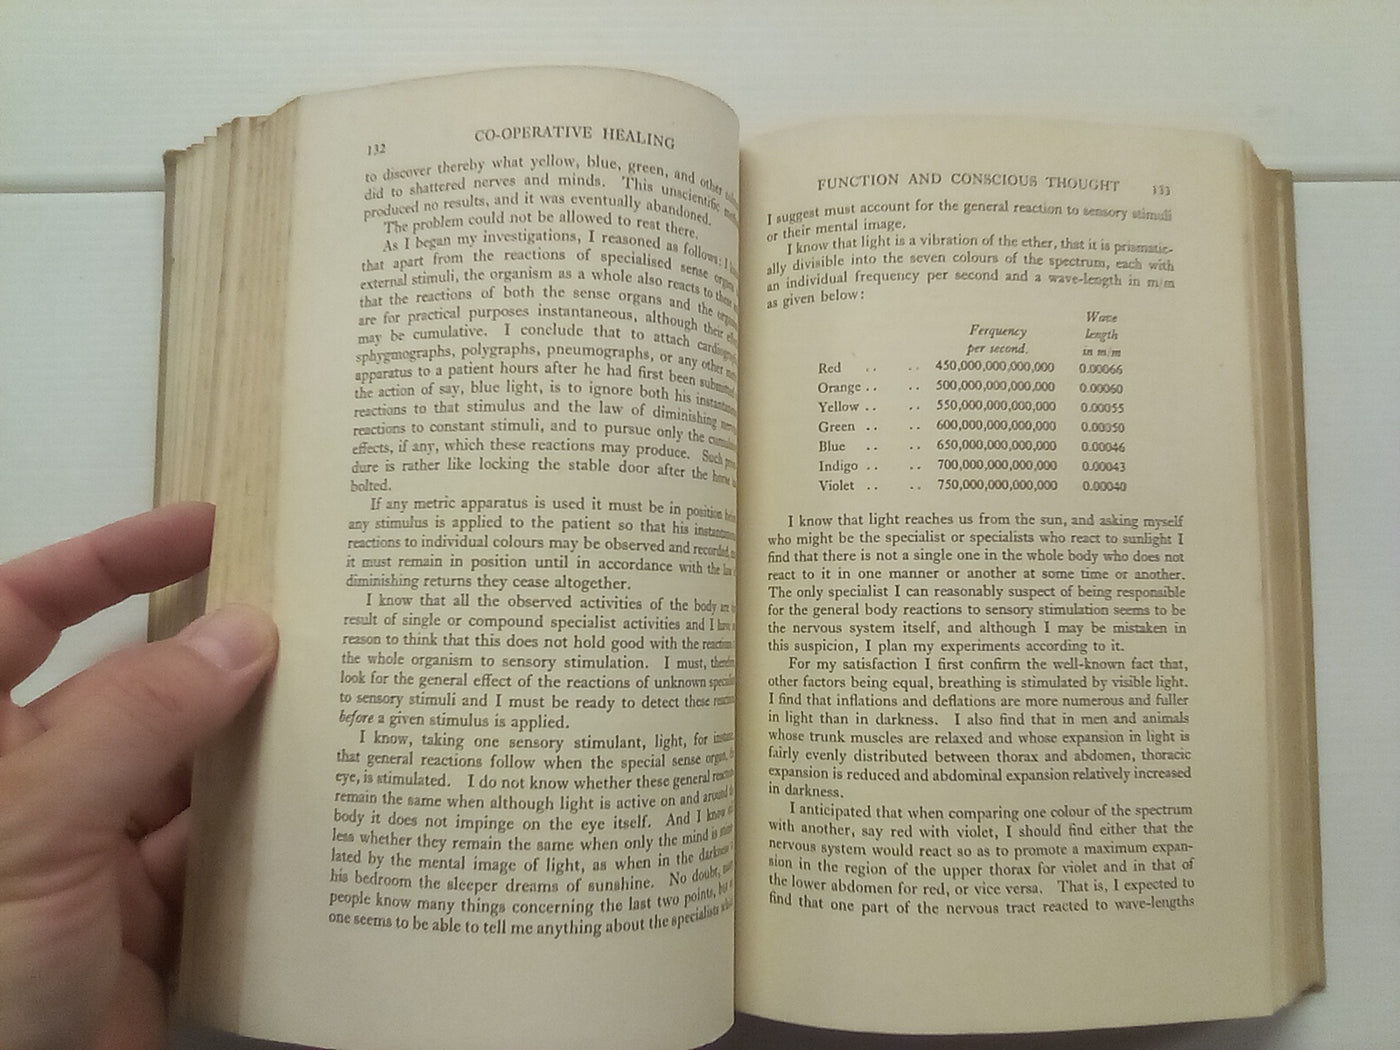 132
CO-OPERATIVE HEALING
to discover thereby what yellow, blue, green, and other
did to shattered nerves and minds. This unscientific
produced no results, and it was eventually abandoned.
The problem could not be allowed to rest there.
As I began my investigations, I reasoned as follows: I
that apart from the reactions of specialised sense organs
external stimuli, the organism as a whole also reacts to these
that the reactions of both the sense organs and the
are for practical purposes instantaneous, although their
may be cumulative. I conclude that to attach
sphygmographs, polygraphs, pneumographs, or any other
apparatus to a patient hours after he had first been
the action of say, blue light, is to ignore both his
reactions to that stimulus and the law of diminishing
reactions to constant stimuli, and to pursue only the
effects, if any, which these reactions may produce. Such
dure is rather like locking the stable door after the horse
bolted.
If any metric apparatus is used it must be in position
any stimulus is applied to the patient so that his
reactions to individual colours may be observed and recorded,
it must remain in position until in accordance with the
diminishing returns they cease altogether.
I know that all the observed activities of the body are
result of single or compound specialist activities and I
reason to think that this does not hold good with the
the whole organism to sensory stimulation. I must,
look for the general effect of the reactions of unknown
to sensory stimuli and I must be ready to detect these
before a given stimulus is applied.
I know, taking one sensory stimulant, light, for
that general reactions follow when the special sense organ,
eye, is stimulated. I do not know whether these general
remain the same when although light is active on and around
body it does not impinge on the eye itself. And I know
less whether they remain the same when only the mind is
lated by the mental image of light, as when in the
his bedroom the sleeper dreams of sunshine. No doubt,
people know many things concerning the last two points,
one seems to be able to tell me anything about the specialists
FUNCTION AND CONSCIOUS THOUGHT
133
I suggest must account for the general reaction to sensory stimuli
or their mental image.
I know that light is a vibration of the ether, that it is prismatic-
ally divisible into the seven colours of the spectrum, each with
an individual frequency per second and a wave-length in m/m
as given below:
Wave
Ferquency length
per second. in m/m
Red .. .. 450,000,000,000,000 0.00066
Orange .. .. 500,000,000,000,000 0.00060
Yellow .. .. 550,000,000,000,000 0.00055
Green .. .. 600,000,000,000,000 0.00050
Blue .. .. 650,000,000,000,000 0.00046
Indigo .. .. 700,000,000,000,000 0.00043
Violet .. .. 750,000,000,000,000 0.00040
I know that light reaches us from the sun, and asking myself
who might be the specialist or specialists who react to sunlight I
find that there is not a single one in the whole body who does not
react to it in one manner or another at some time or another.
The only specialist I can reasonably suspect of being responsible
for the general body reactions to sensory stimulation seems to be
the nervous system itself, and although I may be mistaken in
this suspicion, I plan my experiments according to it.
For my satisfaction I first confirm the well-known fact that,
other factors being equal, breathing is stimulated by visible light.
I find that inflations and deflations are more numerous and fuller
in light than in darkness. I also find that in men and animals
whose trunk muscles are relaxed and whose expansion in light is
fairly evenly distributed between thorax and abdomen, thoracic
expansion is reduced and abdominal expansion relatively increased
in darkness.
I anticipated that when comparing one colour of the spectrum
with another, say red with violet, I should find either that the
nervous system would react so as to promote a maximum expan-
sion in the region of the upper thorax for violet and in that of
the lower abdomen for red, or vice versa. That is, I expected to
find that one part of the nervous tract reacted to wave-lengths